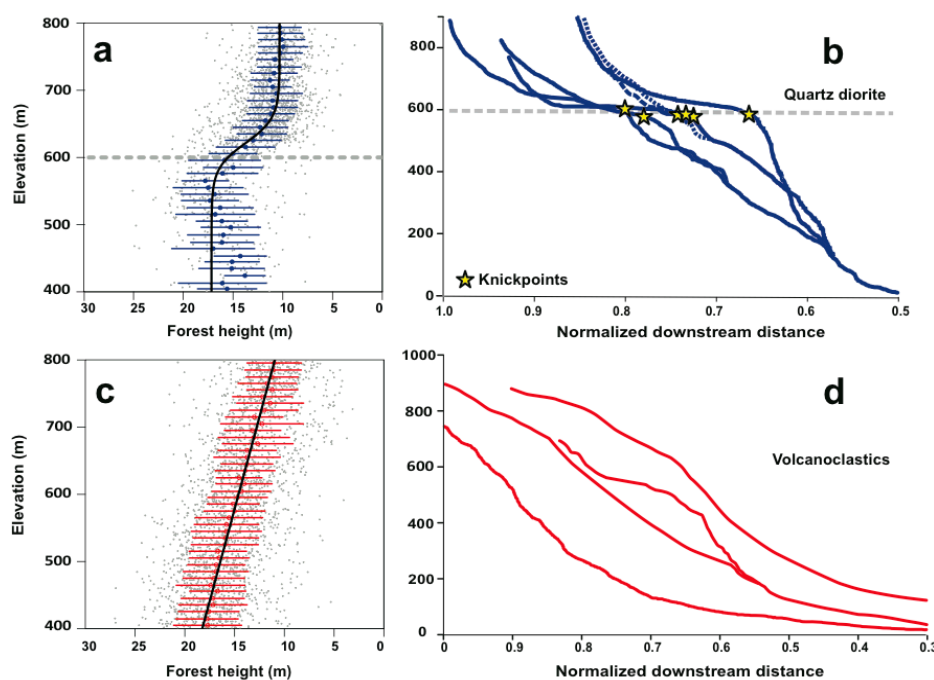 a
800
700
600
500
400
Elevation (m)
30 25 20 15 10 5 0
Forest height (m)
b
800
600
400
200
0
Elevation (m)
Quartz diorite
Knickpoints
1.0 0.9 0.8 0.7 0.6 0.5
Normalized downstream distance
c
800
700
600
500
400
Elevation (m)
30 25 20 15 10 5 0
Forest height (m)
d
1000
800
600
400
200
0
Volcanoclastics
0 0.9 0.8 0.7 0.6 0.5 0.4 0.3
Normalized downstream distance